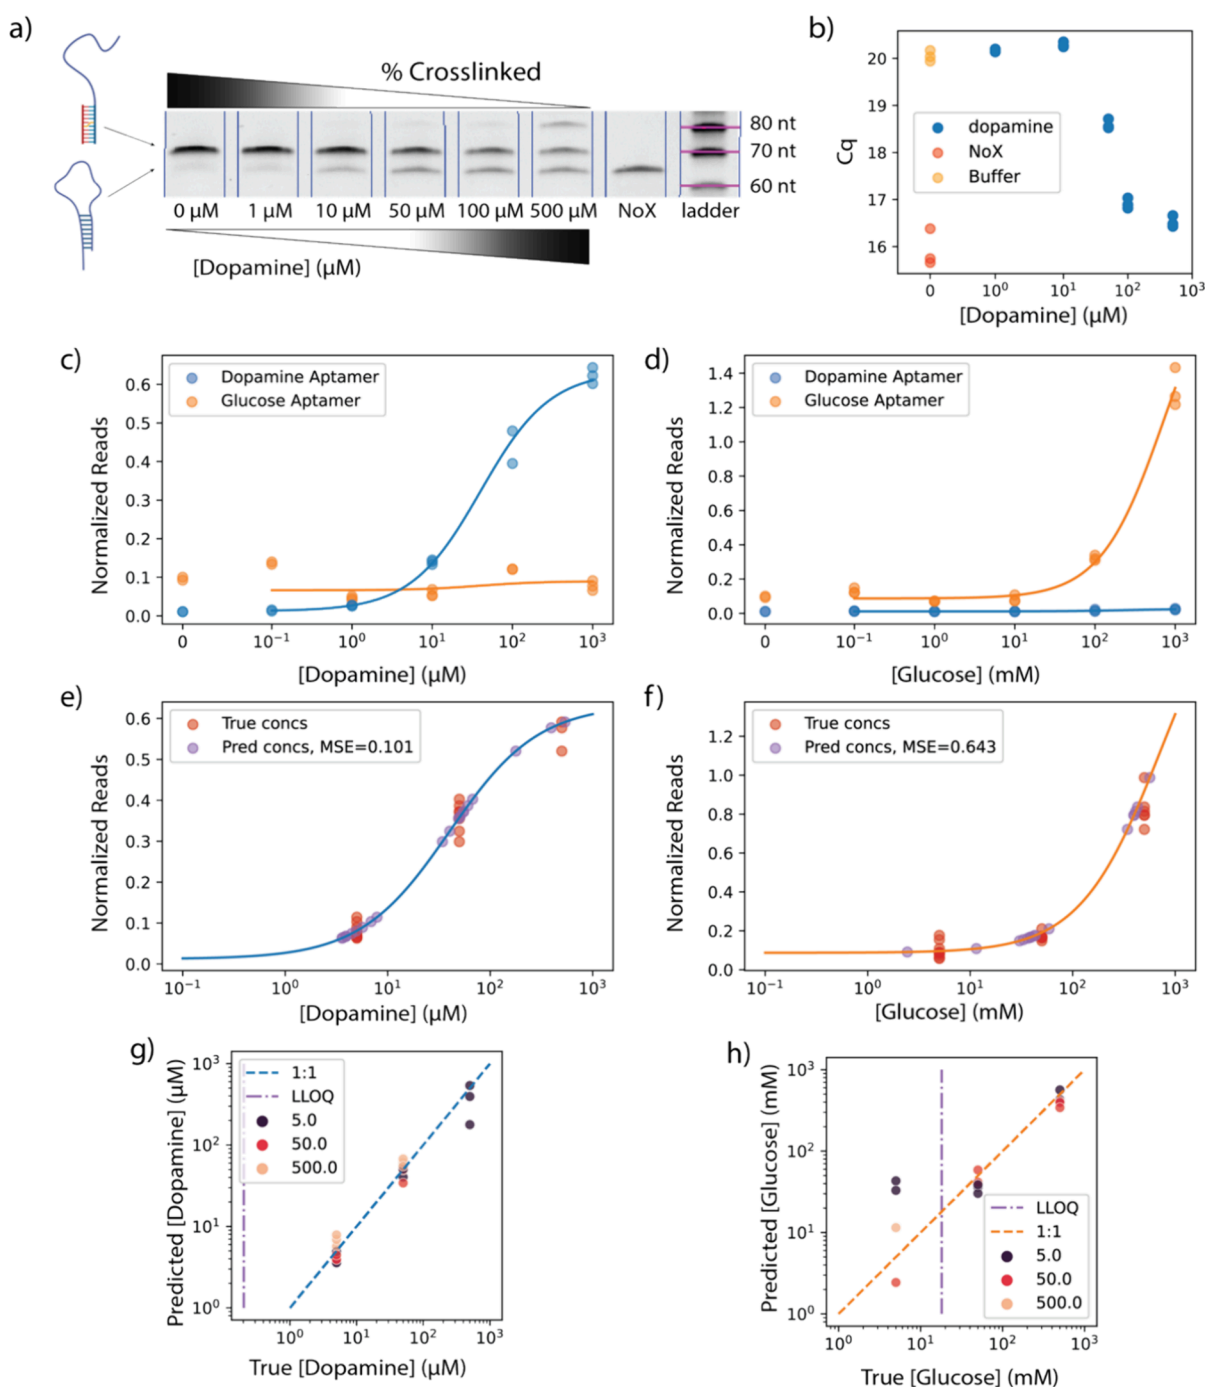 a)
% Crosslinked
80 nt
70 nt
60 nt
0 µM 1 µM 10 µM 50 µM 100 µM 500 µM NoX ladder
[Dopamine] (µM)
b)
Cq
20
19
18
17
16
dopamine
NoX
Buffer
0 10⁰ 10¹ 10² 10³
[Dopamine] (µM)
c)
Normalized Reads
0.6
0.5
0.4
0.3
0.2
0.1
0.0
Dopamine Aptamer
Glucose Aptamer
0 10⁻¹ 10⁰ 10¹ 10² 10³
[Dopamine] (µM)
d)
Normalized Reads
1.4
1.2
1.0
0.8
0.6
0.4
0.2
0.0
Dopamine Aptamer
Glucose Aptamer
0 10⁻¹ 10⁰ 10¹ 10² 10³
[Glucose] (mM)
e)
Normalized Reads
0.6
0.5
0.4
0.3
0.2
0.1
0.0
True concs
Pred concs, MSE=0.101
10⁻¹ 10⁰ 10¹ 10² 10³
[Dopamine] (µM)
f)
Normalized Reads
1.2
1.0
0.8
0.6
0.4
0.2
0.0
True concs
Pred concs, MSE=0.643
10⁻¹ 10⁰ 10¹ 10² 10³
[Glucose] (mM)
g)
Predicted [Dopamine] (µM)
10³
10²
10¹
10⁰
1:1
LLOQ
5.0
50.0
500.0
10⁰ 10¹ 10² 10³
True [Dopamine] (µM)
h)
Predicted [Glucose] (mM)
10³
10²
10¹
10⁰
LLOQ
1:1
5.0
50.0
500.0
10⁰ 10¹ 10² 10³
True [Glucose] (mM)